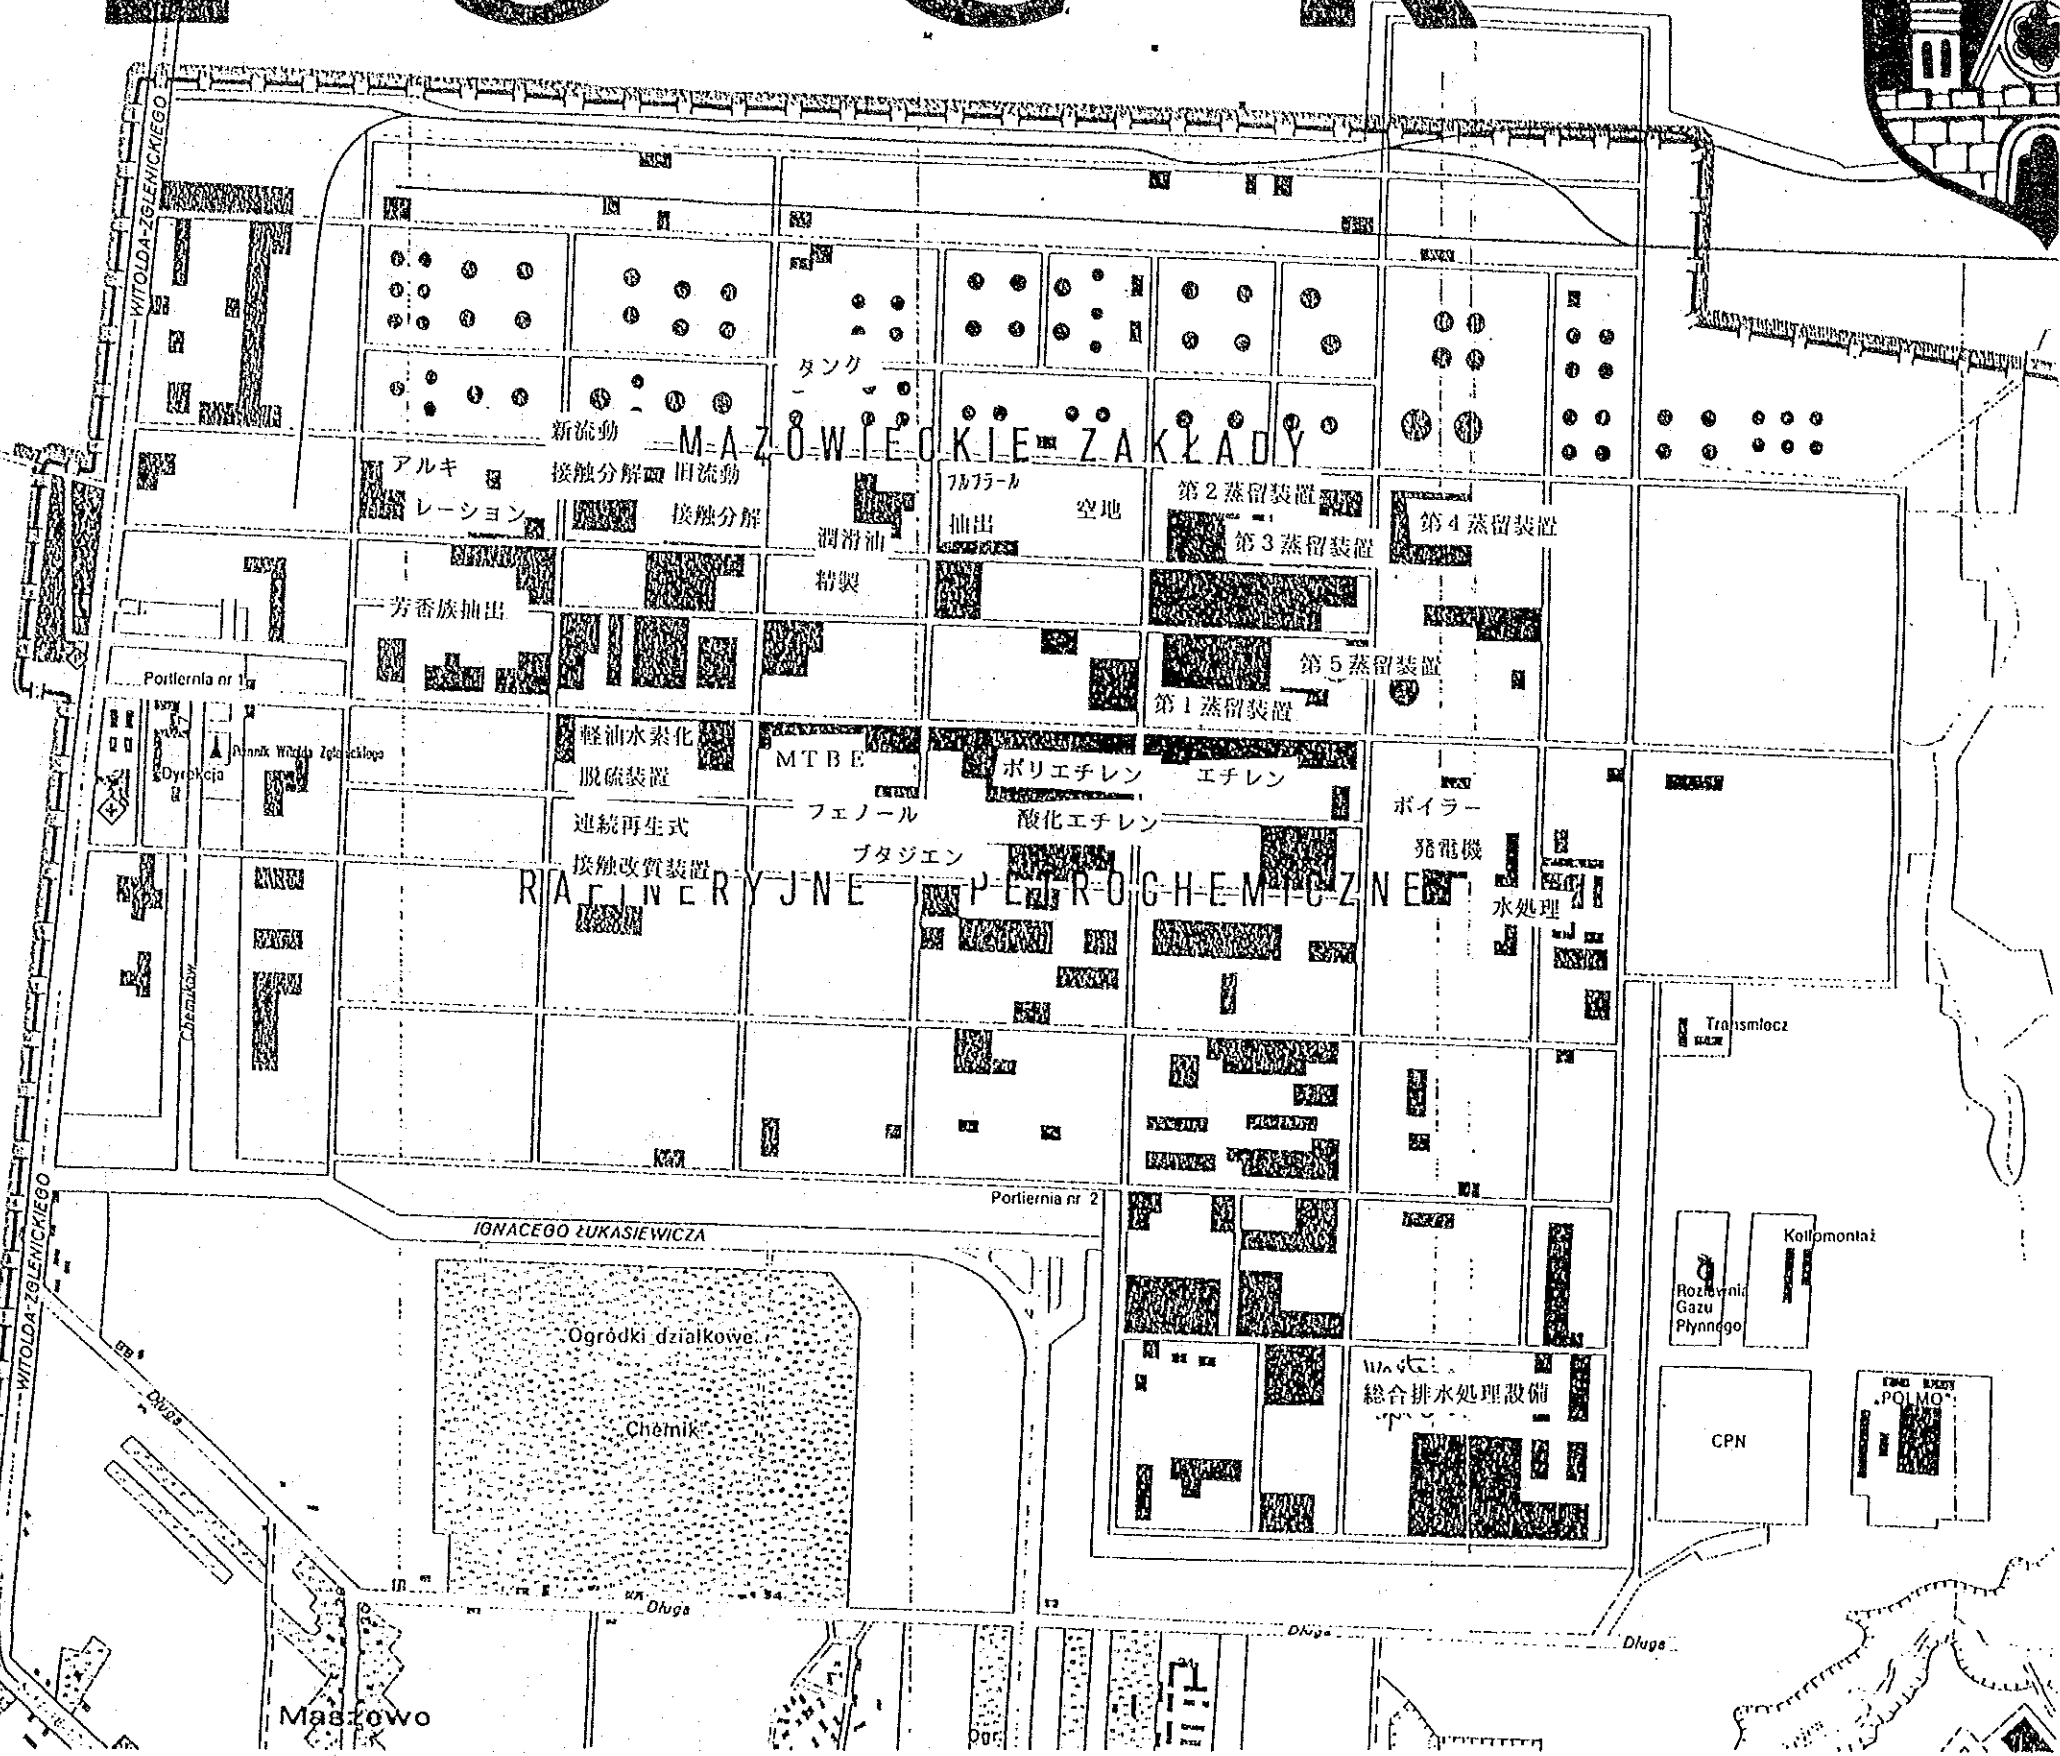 WITOLDA ZGLENICKIEGO
タンク
新流動
MAZOWIECKIE ZAKŁADY
アルキ
接触分解
旧流動
フルフラール
第2蒸留装置
レーション
接触分解
抽出
空地
第4蒸留装置
潤滑油
第3蒸留装置
精製
芳香族抽出
第5蒸留装置
Portiernia nr 1
第1蒸留装置
軽油水素化
Pomnik Witolda Zglenickiego
MTBE
Dyrekcja
脱硫装置
ポリエチレン
エチレン
フェノール
酸化エチレン
ボイラー
連続再生式
ブタジエン
発電機
接触改質装置
RAFINERYJNE I PETROCHEMICZNE
水処理
Chemików
Transmlocz
WITOLDA ZGLENICKIEGO
Portiernia nr 2
IGNACEGO ŁUKASIEWICZA
Kotłomontaż
Rozlewnia
Gazu
Płynnego
Ogródki działkowe
総合排水処理設備
Długa
"POLMO"
Chemik
CPN
Długa
Długa
Długa
Maszewo
Ogr.